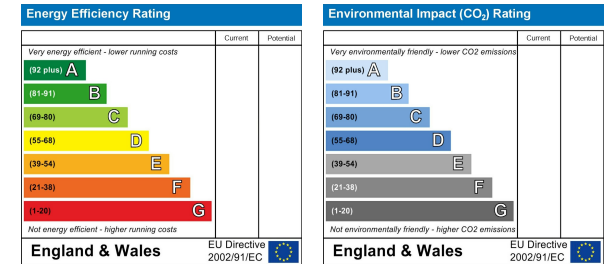 Energy Efficiency Rating
Current Potential
Very energy efficient - lower running costs
(92 plus) A
(81-91) B
(69-80) C
(55-68) D
(39-54) E
(21-38) F
(1-20) G
Not energy efficient - higher running costs
England & Wales
EU Directive
2002/91/EC
Environmental Impact (CO₂) Rating
Current Potential
Very environmentally friendly - lower CO2 emissions
(92 plus) A
(81-91) B
(69-80) C
(55-68) D
(39-54) E
(21-38) F
(1-20) G
Not environmentally friendly - higher CO2 emissions
England & Wales
EU Directive
2002/91/EC